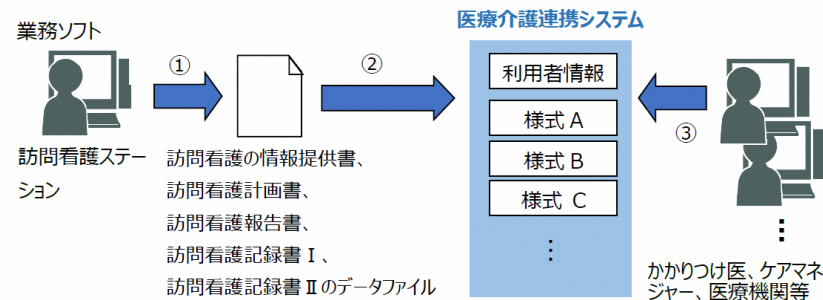 業務ソフト
①
②
医療介護連携システム
利用者情報
様式 A
様式 B
様式 C
⋮
③
訪問看護ステー
ション
訪問看護の情報提供書、
訪問看護計画書、
訪問看護報告書、
訪問看護記録書Ⅰ、
訪問看護記録書Ⅱのデータファイル
⋮
かかりつけ医、ケアマネ
ジャー、医療機関等